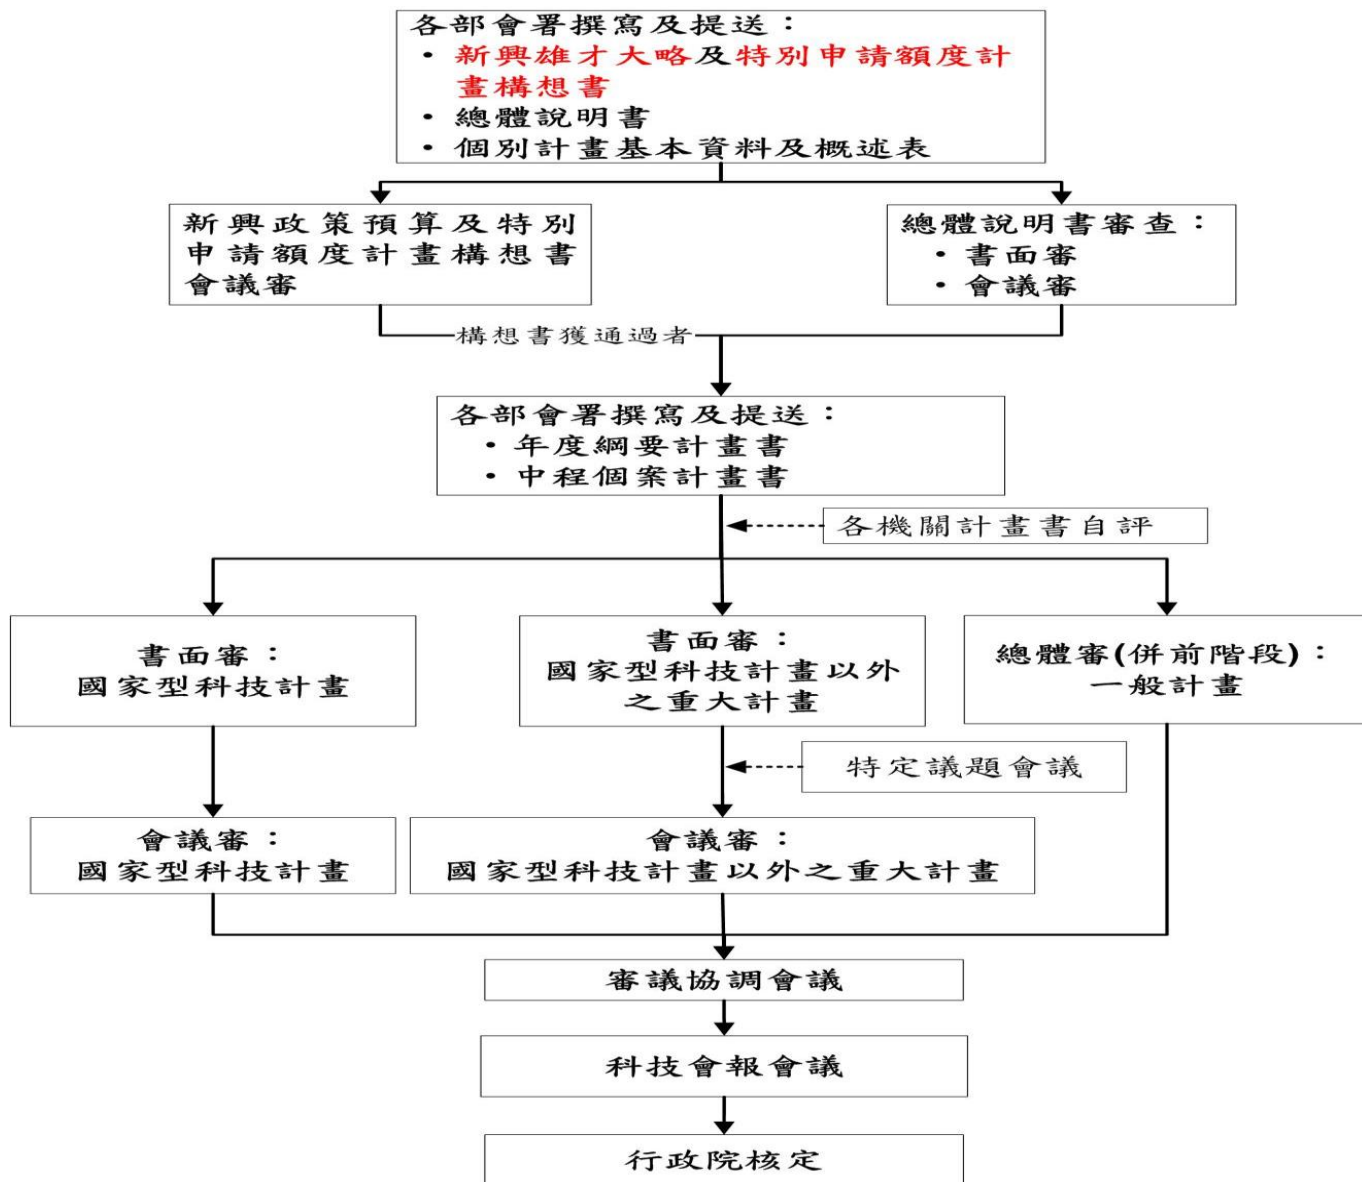 各部會署撰寫及提送：
• 新興雄才大略及特別申請額度計
畫構想書
• 總體說明書
• 個別計畫基本資料及概述表
新興政策預算及特別
申請額度計畫構想書
會議審
總體說明書審查：
• 書面審
• 會議審
構想書獲通過者
各部會署撰寫及提送：
• 年度綱要計畫書
• 中程個案計畫書
各機關計畫書自評
書面審：
國家型科技計畫
書面審：
國家型科技計畫以外
之重大計畫
總體審(併前階段)：
一般計畫
特定議題會議
會議審：
國家型科技計畫
會議審：
國家型科技計畫以外之重大計畫
審議協調會議
科技會報會議
行政院核定